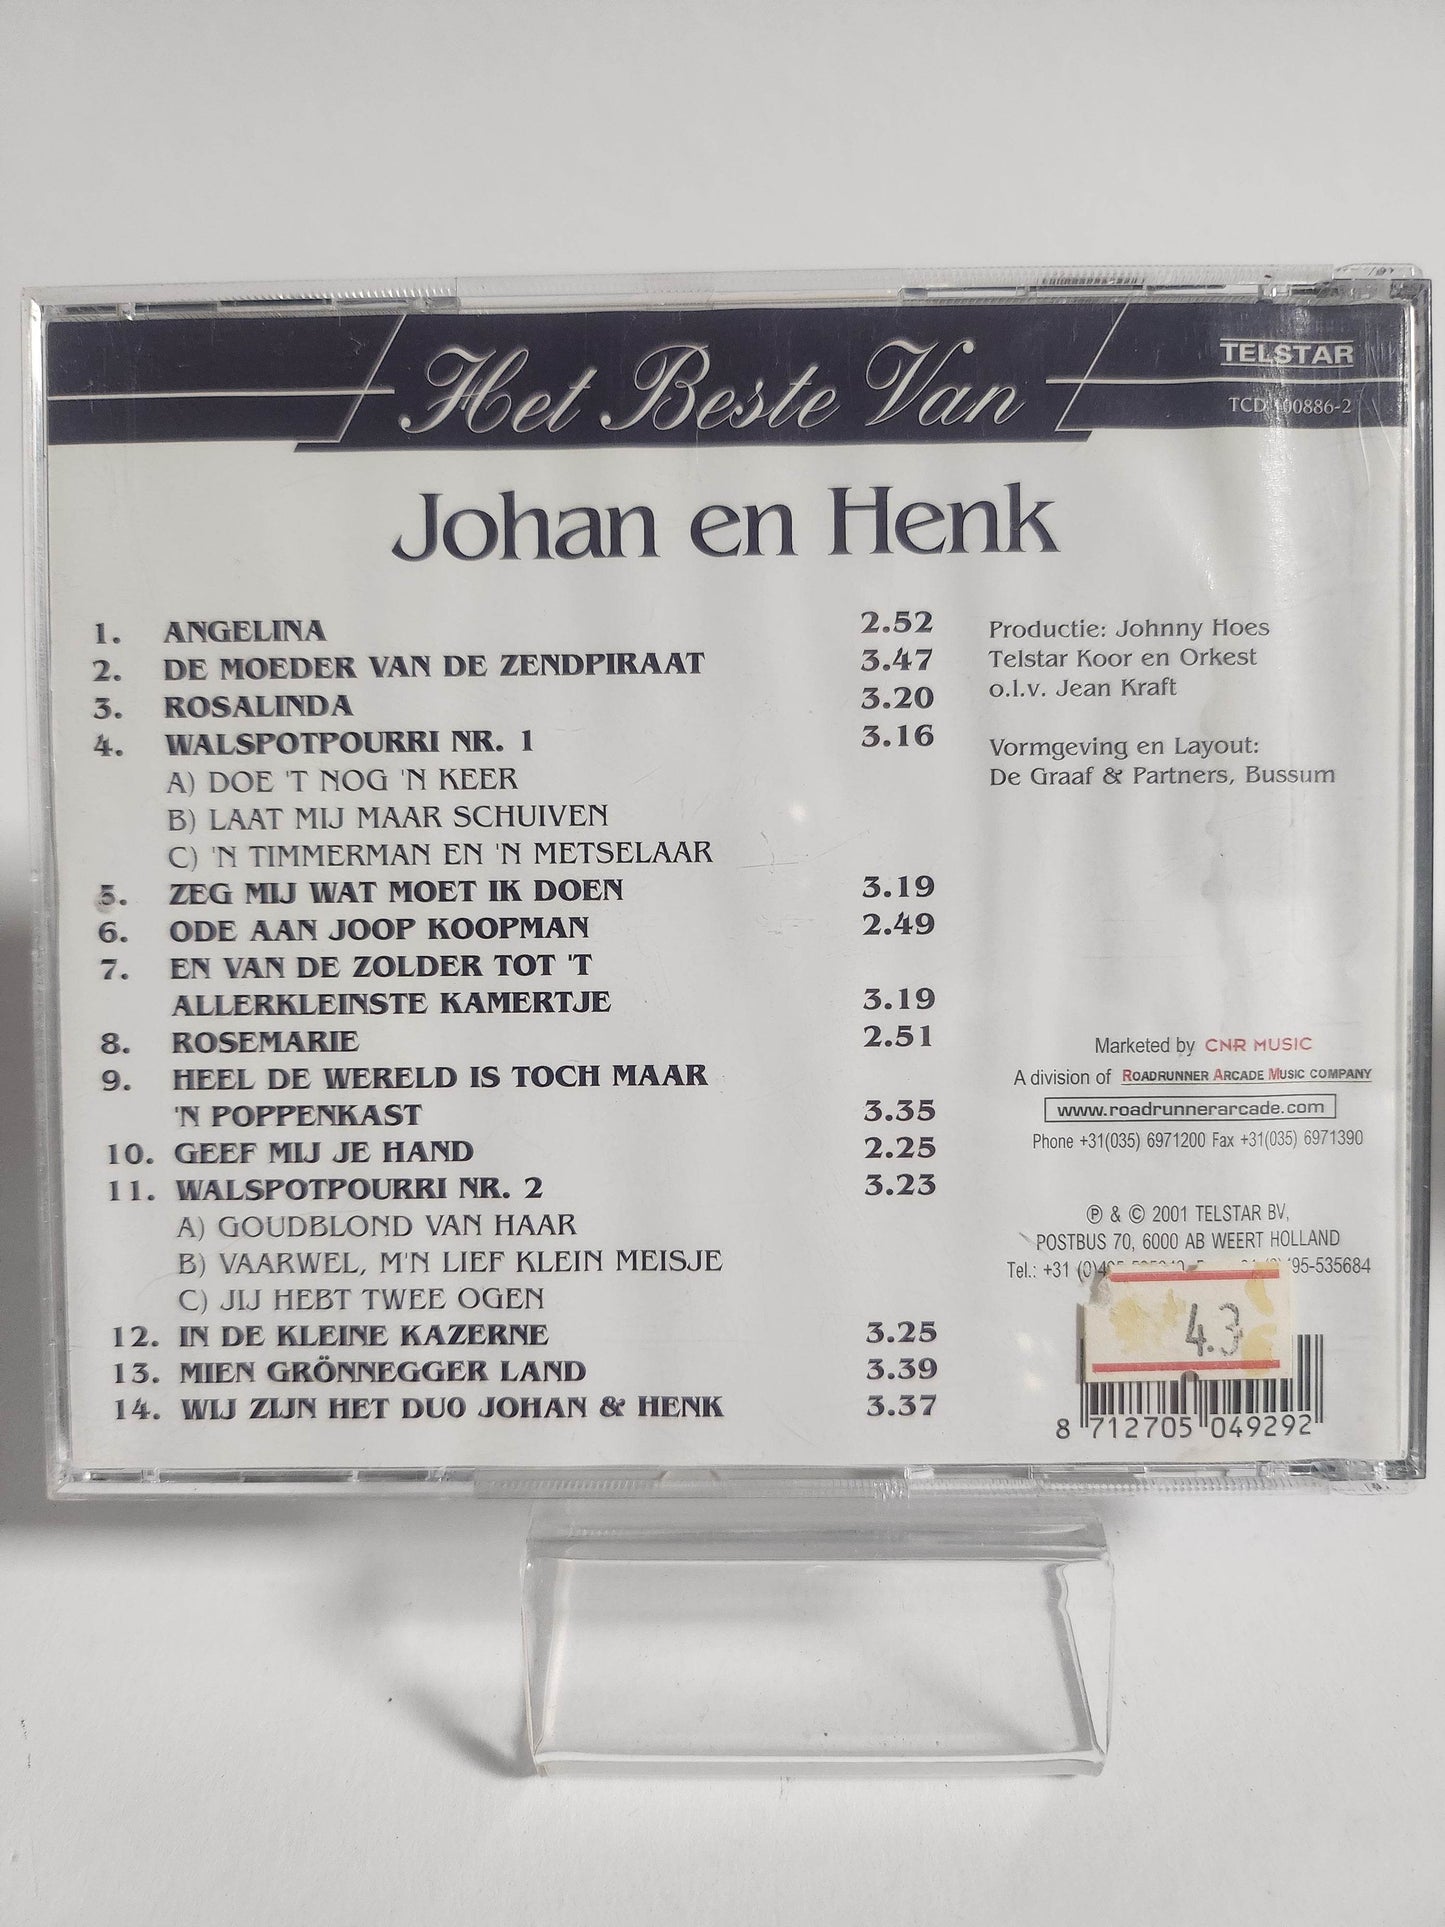 Het Beste Van
TELSTAR
TCD 00886-2
Johan en Henk
1. ANGELINA 2.52
2. DE MOEDER VAN DE ZENDPIRAAT 3.47
3. ROSALINDA 3.20
4. WALSPOTPOURRI NR. 1 3.16
A) DOE 'T NOG 'N KEER
B) LAAT MIJ MAAR SCHUIVEN
C) 'N TIMMERMAN EN 'N METSELAAR
5. ZEG MIJ WAT MOET IK DOEN 3.19
6. ODE AAN JOOP KOOPMAN 2.49
7. EN VAN DE ZOLDER TOT 'T
ALLERKLEINSTE KAMERTJE 3.19
8. ROSEMARIE 2.51
9. HEEL DE WERELD IS TOCH MAAR
'N POPPENKAST 3.35
10. GEEF MIJ JE HAND 2.25
11. WALSPOTPOURRI NR. 2 3.23
A) GOUDBLOND VAN HAAR
B) VAARWEL, M'N LIEF KLEIN MEISJE
C) JIJ HEBT TWEE OGEN
12. IN DE KLEINE KAZERNE 3.25
13. MIEN GRÖNNEGGER LAND 3.39
14. WIJ ZIJN HET DUO JOHAN & HENK 3.37
Productie: Johnny Hoes
Telstar Koor en Orkest
o.l.v. Jean Kraft
Vormgeving en Layout:
De Graaf & Partners, Bussum
Marketed by CNR MUSIC
A division of ROADRUNNER ARCADE MUSIC COMPANY
www.roadrunnerarcade.com
Phone +31(035) 6971200 Fax +31(035) 6971390
℗ & © 2001 TELSTAR BV,
POSTBUS 70, 6000 AB WEERT HOLLAND
Tel.: +31 (0)495-535684
4.3
8 712705 049292